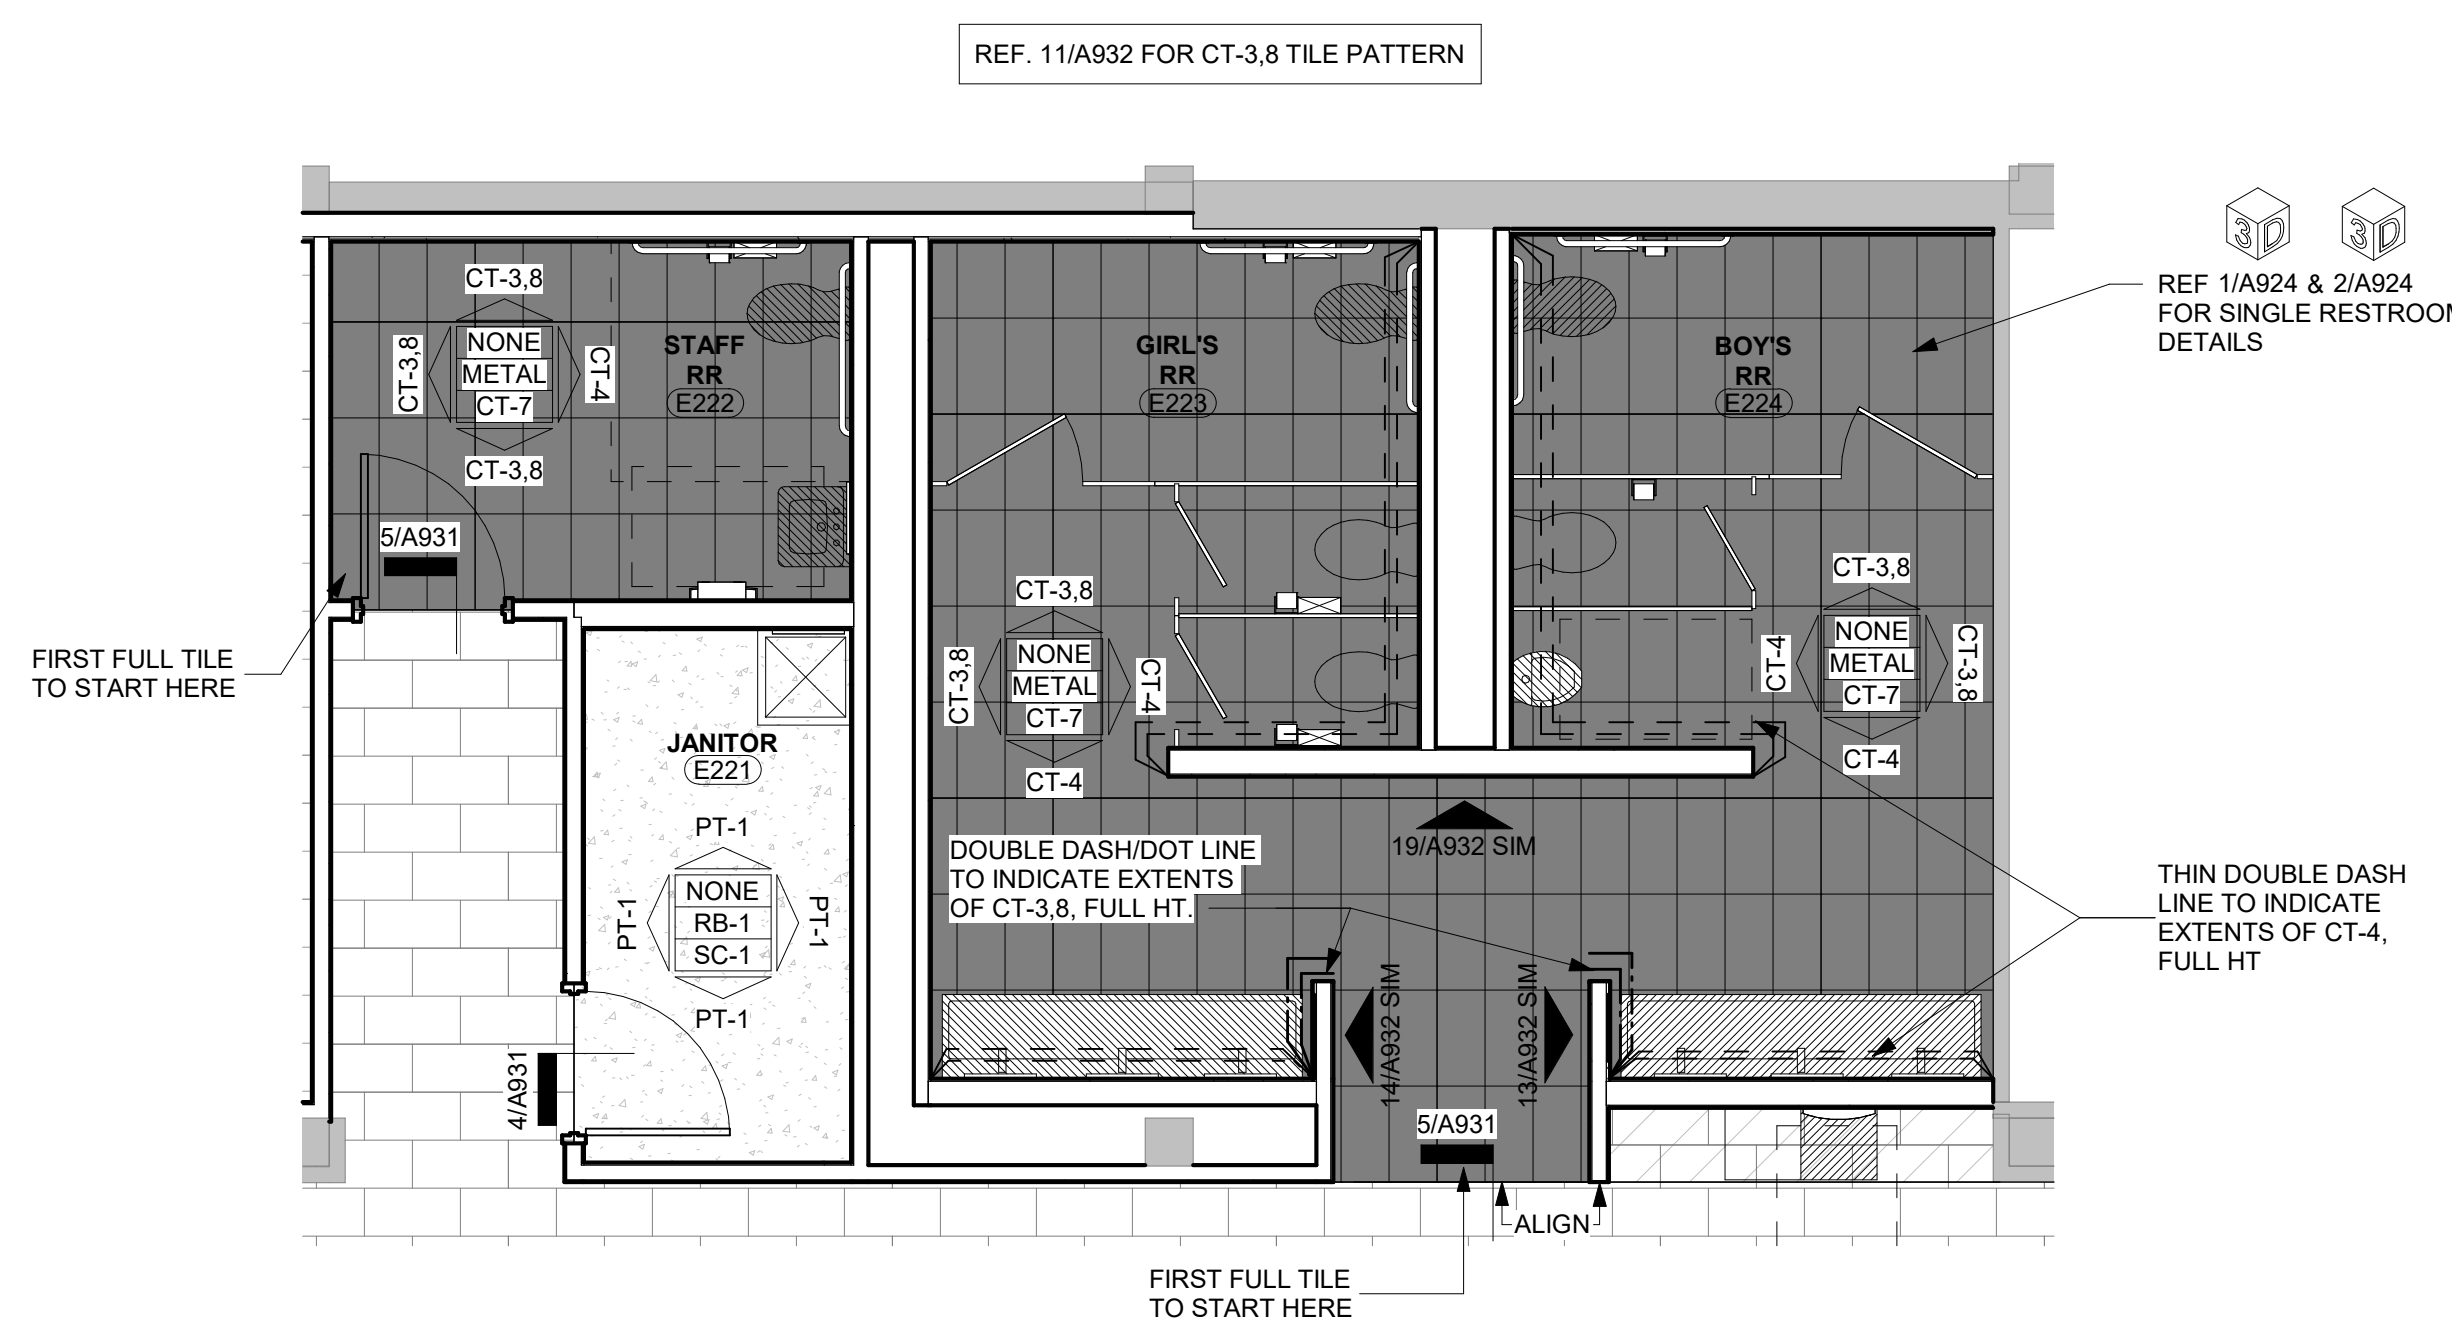 REF. 11/A932 FOR CT-3,8 TILE PATTERN
3D
3D
REF 1/A924 & 2/A924
FOR SINGLE RESTROOM
DETAILS
CT-3,8
CT-3,8
NONE
METAL
CT-7
CT-4
CT-3,8
STAFF
RR
E222
GIRL'S
RR
E223
BOY'S
RR
E224
5/A931
FIRST FULL TILE
TO START HERE
CT-3,8
CT-3,8
NONE
METAL
CT-7
CT-4
CT-4
CT-3,8
CT-4
NONE
METAL
CT-7
CT-3,8
CT-4
JANITOR
E221
PT-1
PT-1
NONE
RB-1
SC-1
PT-1
PT-1
19/A932 SIM
DOUBLE DASH/DOT LINE
TO INDICATE EXTENTS
OF CT-3,8, FULL HT.
THIN DOUBLE DASH
LINE TO INDICATE
EXTENTS OF CT-4,
FULL HT
14/A932 SIM
13/A932 SIM
4/A931
5/A931
ALIGN
FIRST FULL TILE
TO START HERE